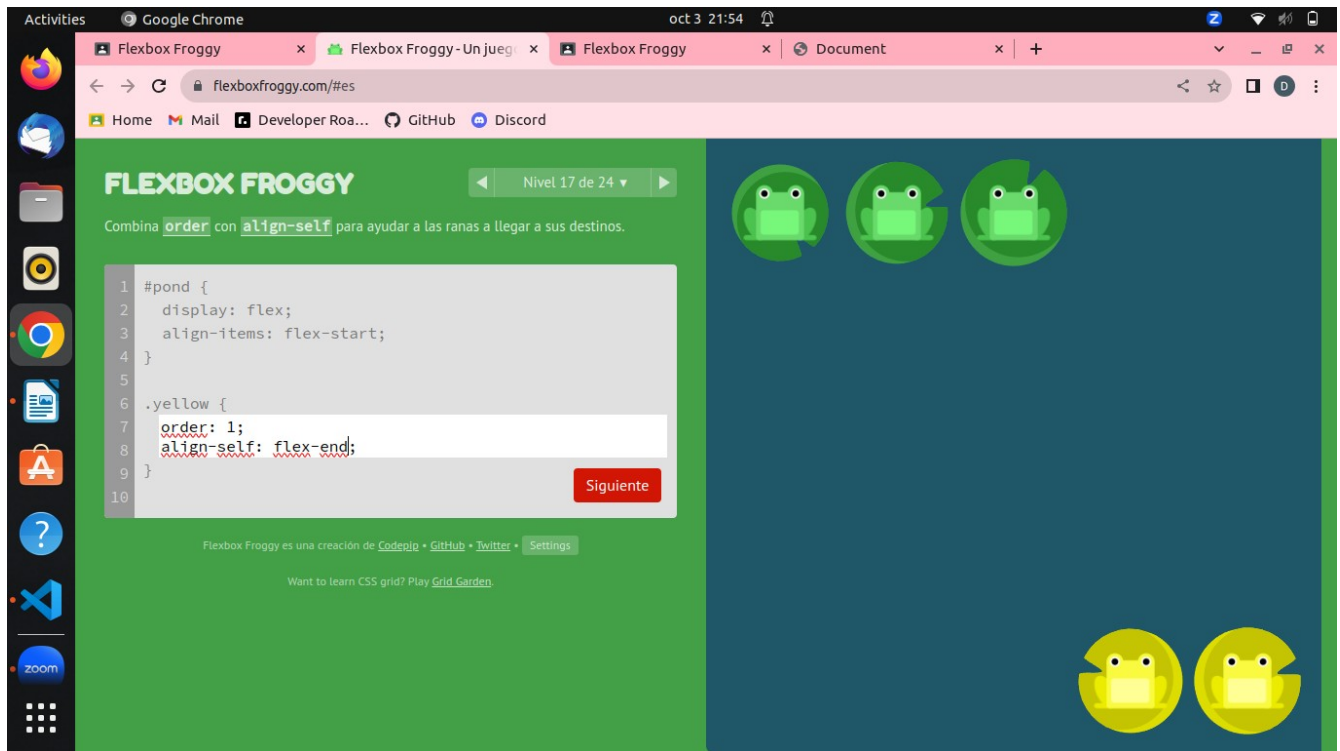 Activities Google Chrome oct 3 21:54 Z
Flexbox Froggy × Flexbox Froggy - Un jueg × Flexbox Froggy × Document × +
flexboxfroggy.com/#es D
Home Mail Developer Roa... GitHub Discord
FLEXBOX FROGGY
Nivel 17 de 24 ▾
Combina order con align-self para ayudar a las ranas a llegar a sus destinos.
1 #pond {
2 display: flex;
3 align-items: flex-start;
4 }
5
6 .yellow {
7 order: 1;
8 align-self: flex-end;
9 }
10
Siguiente
Flexbox Froggy es una creación de Codepip • GitHub • Twitter • Settings
Want to learn CSS grid? Play Grid Garden.
zoom